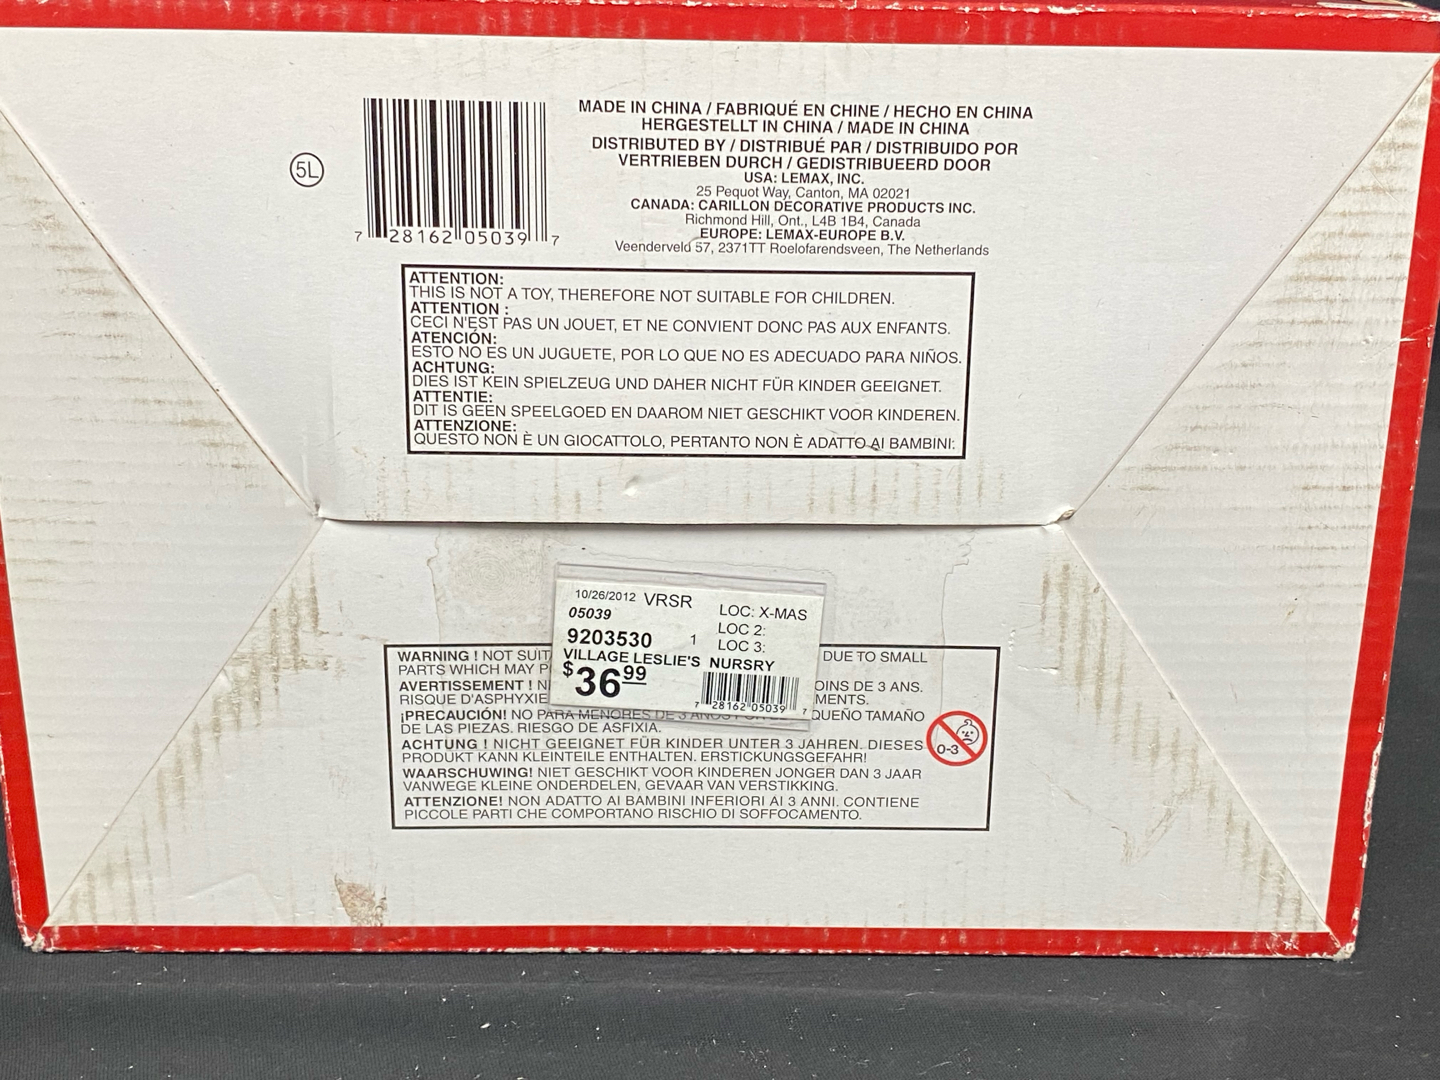 5L
7 28162 05039 7
MADE IN CHINA / FABRIQUÉ EN CHINE / HECHO EN CHINA
HERGESTELLT IN CHINA / MADE IN CHINA
DISTRIBUTED BY / DISTRIBUÉ PAR / DISTRIBUIDO POR
VERTRIEBEN DURCH / GEDISTRIBUEERD DOOR
USA: LEMAX, INC.
25 Pequot Way, Canton, MA 02021
CANADA: CARILLON DECORATIVE PRODUCTS INC.
Richmond Hill, Ont., L4B 1B4, Canada
EUROPE: LEMAX-EUROPE B.V.
Veenderveld 57, 2371TT Roelofarendsveen, The Netherlands
ATTENTION:
THIS IS NOT A TOY, THEREFORE NOT SUITABLE FOR CHILDREN.
ATTENTION :
CECI N'EST PAS UN JOUET, ET NE CONVIENT DONC PAS AUX ENFANTS.
ATENCIÓN:
ESTO NO ES UN JUGUETE, POR LO QUE NO ES ADECUADO PARA NIÑOS.
ACHTUNG:
DIES IST KEIN SPIELZEUG UND DAHER NICHT FÜR KINDER GEEIGNET.
ATTENTIE:
DIT IS GEEN SPEELGOED EN DAAROM NIET GESCHIKT VOOR KINDEREN.
ATTENZIONE:
QUESTO NON È UN GIOCATTOLO, PERTANTO NON È ADATTO AI BAMBINI.
10/26/2012 VRSR
05039
9203530 1
LOC: X-MAS
LOC 2:
LOC 3:
VILLAGE LESLIE'S NURSRY
$36.99
7 28162 05039 7
WARNING ! NOT SUIT DUE TO SMALL
PARTS WHICH MAY P
AVERTISSEMENT ! N OINS DE 3 ANS.
RISQUE D'ASPHYXIE MENTS.
¡PRECAUCIÓN! NO PARA MENORES DE 3 AÑOS QUEÑO TAMAÑO
DE LAS PIEZAS. RIESGO DE ASFIXIA.
ACHTUNG ! NICHT GEEIGNET FÜR KINDER UNTER 3 JAHREN. DIESES
PRODUKT KANN KLEINTEILE ENTHALTEN. ERSTICKUNGSGEFAHR!
WAARSCHUWING! NIET GESCHIKT VOOR KINDEREN JONGER DAN 3 JAAR
VANWEGE KLEINE ONDERDELEN, GEVAAR VAN VERSTIKKING.
ATTENZIONE! NON ADATTO AI BAMBINI INFERIORI AI 3 ANNI. CONTIENE
PICCOLE PARTI CHE COMPORTANO RISCHIO DI SOFFOCAMENTO.
0-3